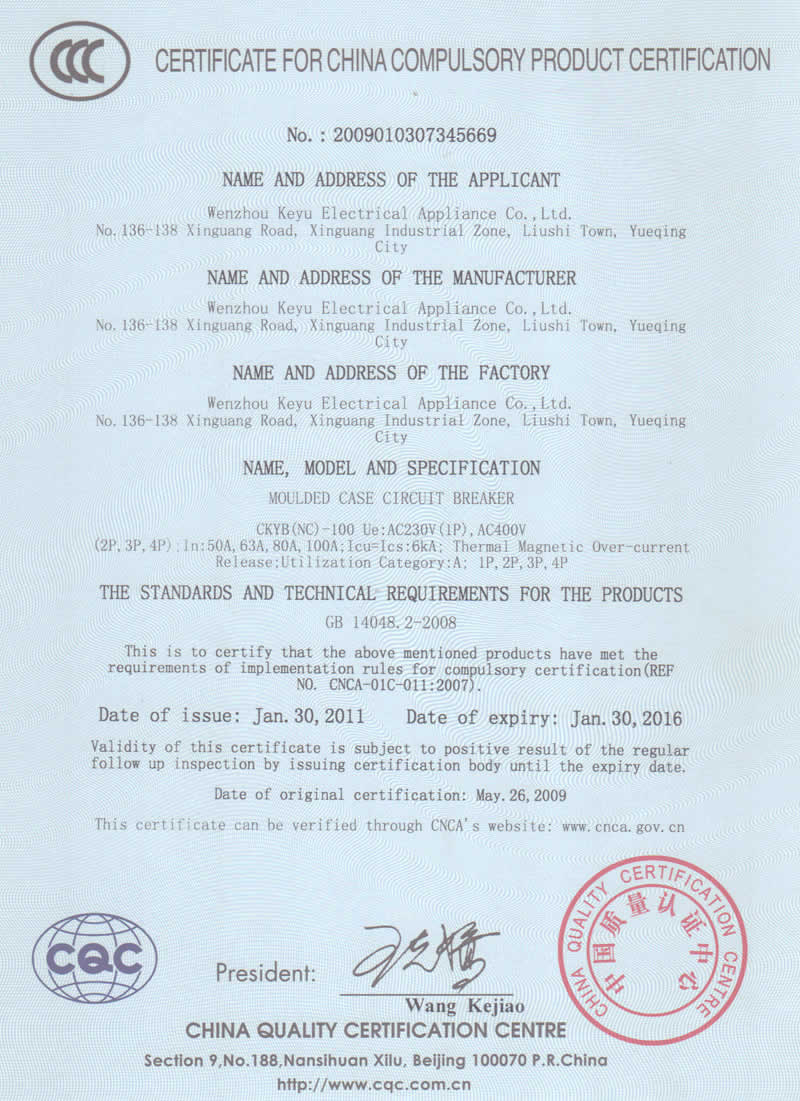 CCC
CERTIFICATE FOR CHINA COMPULSORY PRODUCT CERTIFICATION
No. : 2009010307345669
NAME AND ADDRESS OF THE APPLICANT
Wenzhou Keyu Electrical Appliance Co.,Ltd.
No.136-138 Xinguang Road, Xinguang Industrial Zone, Liushi Town, Yueqing
City
NAME AND ADDRESS OF THE MANUFACTURER
Wenzhou Keyu Electrical Appliance Co.,Ltd.
No.136-138 Xinguang Road, Xinguang Industrial Zone, Liushi Town, Yueqing
City
NAME AND ADDRESS OF THE FACTORY
Wenzhou Keyu Electrical Appliance Co.,Ltd.
No.136-138 Xinguang Road, Xinguang Industrial Zone, Liushi Town, Yueqing
City
NAME, MODEL AND SPECIFICATION
MOULDED CASE CIRCUIT BREAKER
CKYB(NC)-100 Ue:AC230V(1P),AC400V
(2P,3P,4P);In:50A,63A,80A,100A;Icu=Ics:6kA; Thermal Magnetic Over-current
Release;Utilization Category:A; 1P,2P,3P,4P
THE STANDARDS AND TECHNICAL REQUIREMENTS FOR THE PRODUCTS
GB 14048.2-2008
This is to certify that the above mentioned products have met the
requirements of implementation rules for compulsory certification(REF
NO. CNCA-01C-011:2007).
Date of issue: Jan.30,2011 Date of expiry: Jan.30,2016
Validity of this certificate is subject to positive result of the regular
follow up inspection by issuing certification body until the expiry date.
Date of original certification: May.26,2009
This certificate can be verified through CNCA's website: www.cnca.gov.cn
CQC
President:
王克娇
Wang Kejiao
CHINA QUALITY CERTIFICATION CENTRE
中国质量认证中心
CHINA QUALITY CERTIFICATION CENTRE
Section 9,No.188,Nansihuan Xilu, Beijing 100070 P.R.China
http://www.cqc.com.cn